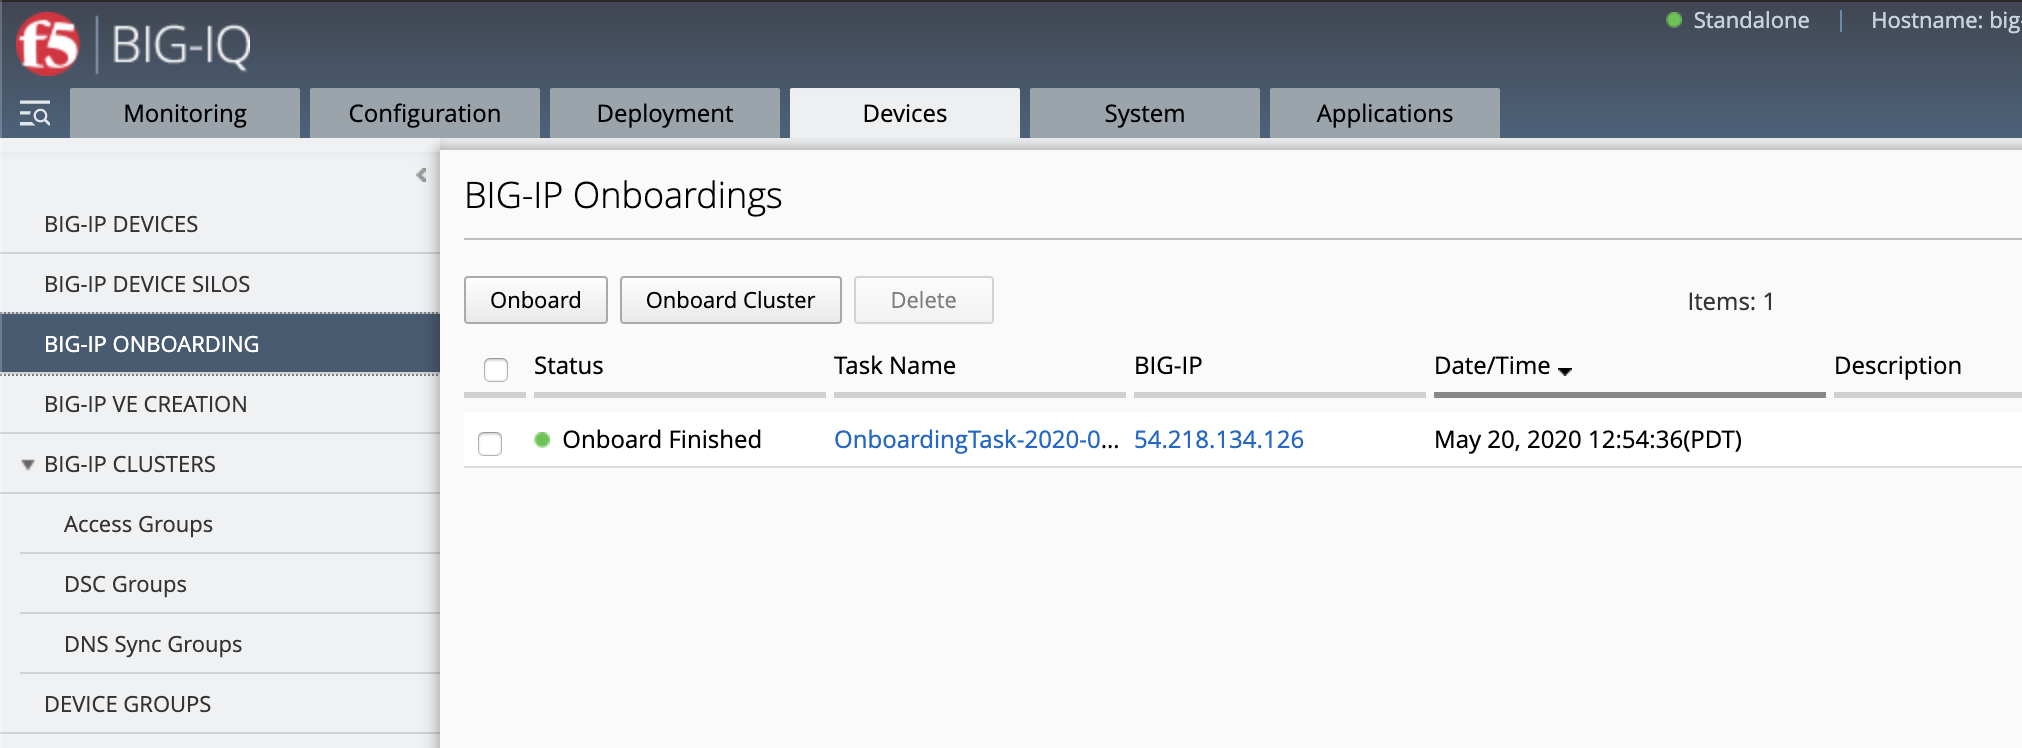 f5 BIG-IQ
Standalone | Hostname: big-
Monitoring Configuration Deployment Devices System Applications
BIG-IP DEVICES
BIG-IP DEVICE SILOS
BIG-IP ONBOARDING
BIG-IP VE CREATION
BIG-IP CLUSTERS
Access Groups
DSC Groups
DNS Sync Groups
DEVICE GROUPS
BIG-IP Onboardings
Onboard Onboard Cluster Delete Items: 1
Status Task Name BIG-IP Date/Time Description
Onboard Finished OnboardingTask-2020-0... 54.218.134.126 May 20, 2020 12:54:36(PDT)